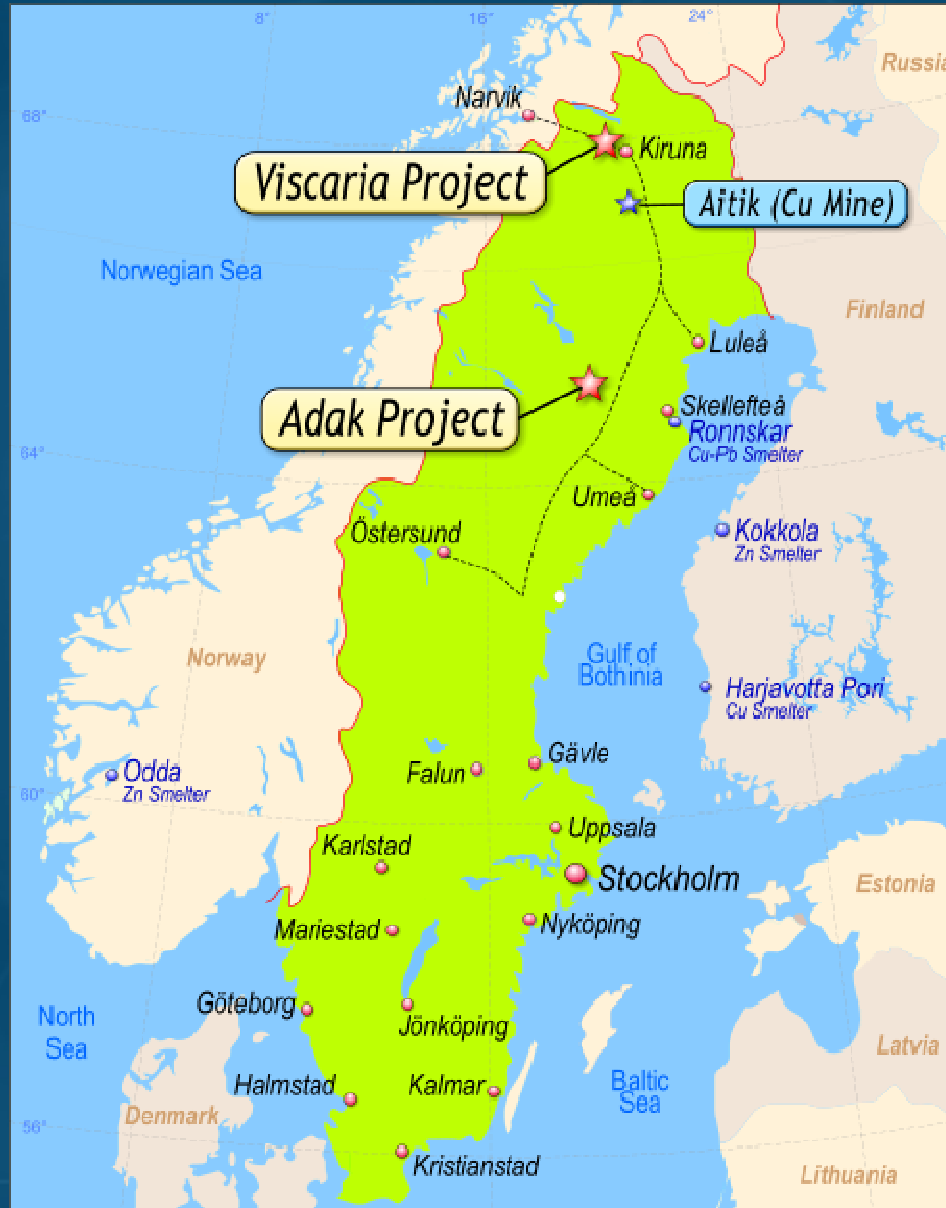 8°
16°
24°
Russia
Narvik
68°
Kiruna
Viscaria Project
Aitik (Cu Mine)
Norwegian Sea
Finland
Luleå
Adak Project
Skellefteå
Ronnskar
Cu-Pb Smelter
64°
Umeå
Östersund
Kokkola
Zn Smelter
Norway
Gulf of
Bothinia
Harjavotta Pori
Cu Smelter
Gävle
Falun
Odda
Zn Smelter
60°
Uppsala
Karlstad
Stockholm
Estonia
Mariestad
Nyköping
Göteborg
North
Sea
Jönköping
Latvia
Halmstad
Kalmar
Baltic
Sea
Denmark
56°
Kristianstad
Lithuania